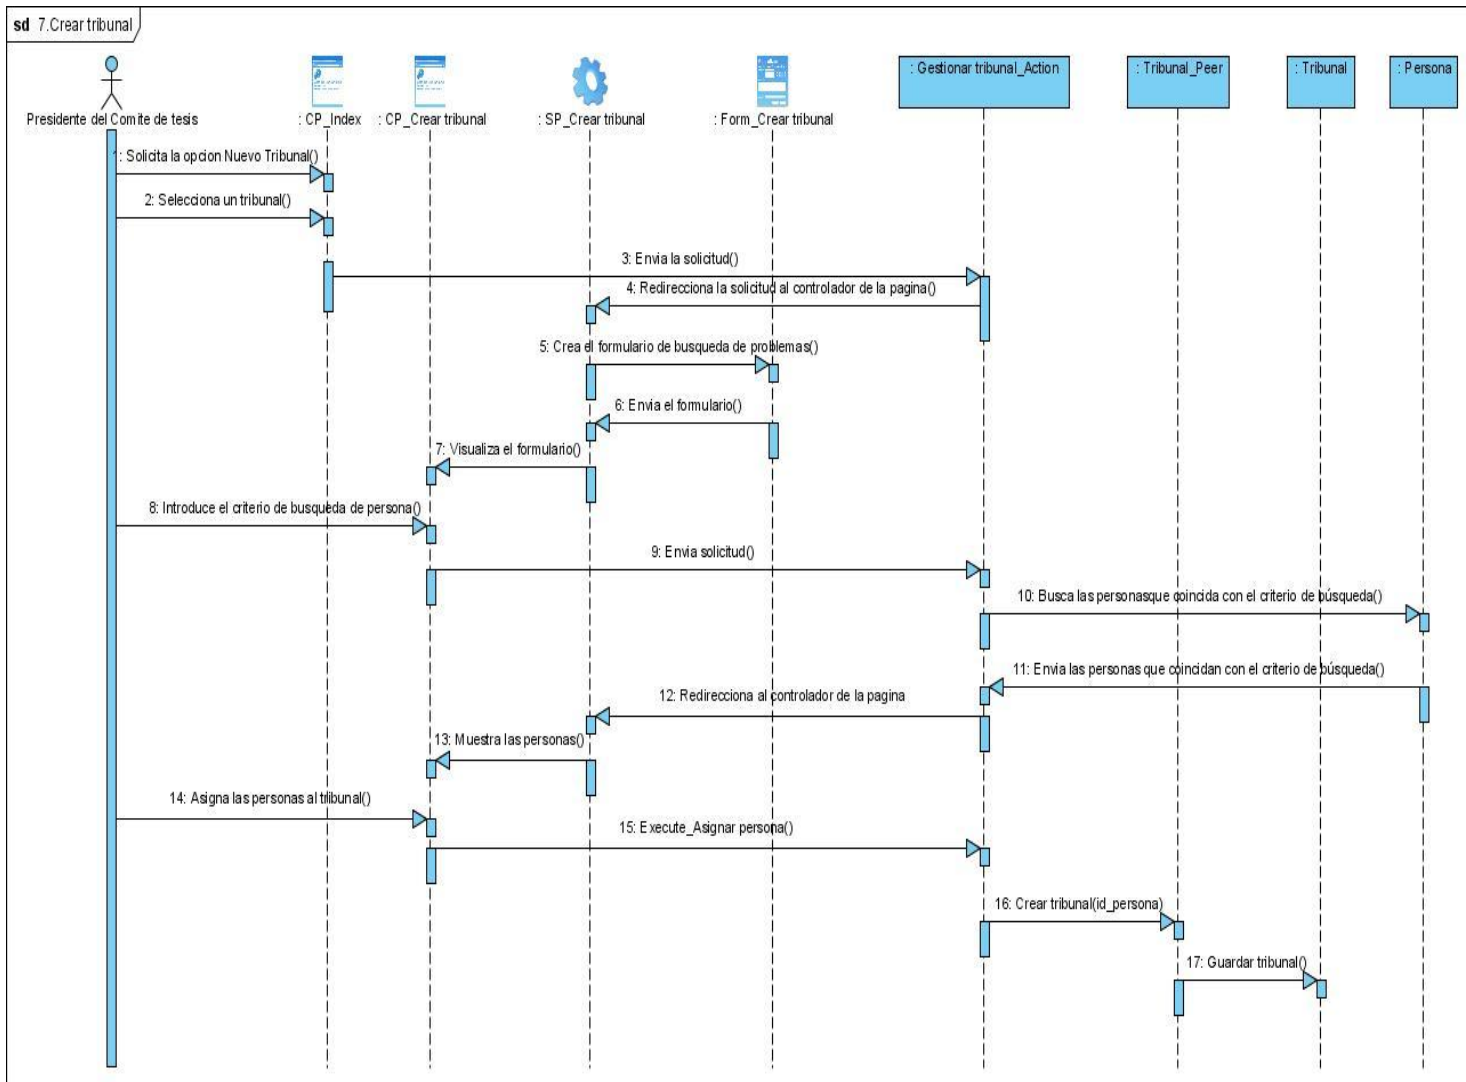 sd 7.Crear tribunal
Presidente del Comite de tesis
: CP_Index
: CP_Crear tribunal
: SP_Crear tribunal
: Form_Crear tribunal
: Gestionar tribunal_Action
: Tribunal_Peer
: Tribunal
: Persona
1: Solicita la opcion Nuevo Tribunal()
2: Selecciona un tribunal()
3: Envia la solicitud()
4: Redirecciona la solicitud al controlador de la pagina()
5: Crea el formulario de busqueda de problemas()
6: Envia el formulario()
7: Visualiza el formulario()
8: Introduce el criterio de busqueda de persona()
9: Envia solicitud()
10: Busca las personasque coincida con el criterio de búsqueda()
11: Envia las personas que coincidan con el criterio de búsqueda()
12: Redirecciona al controlador de la pagina
13: Muestra las personas()
14: Asigna las personas al tribunal()
15: Execute_Asignar persona()
16: Crear tribunal(id_persona)
17: Guardar tribunal()